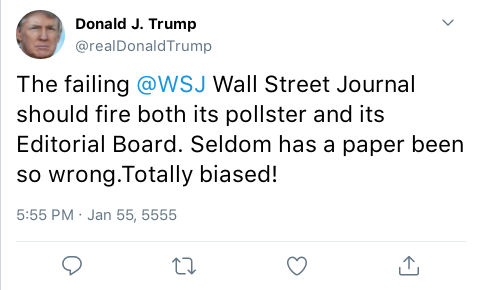 Donald J. Trump
@realDonaldTrump
The failing @WSJ Wall Street Journal
should fire both its pollster and its
Editorial Board. Seldom has a paper been
so wrong.Totally biased!
5:55 PM · Jan 55, 5555